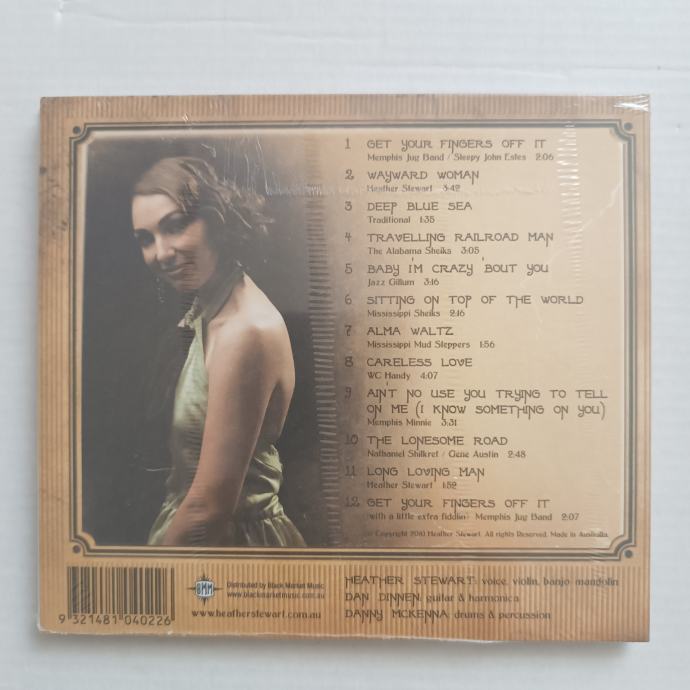 1 GET YOUR FINGERS OFF IT
Memphis Jug Band / Sleepy John Estes 2:06
2 WAYWARD WOMAN
Heather Stewart 3:42
3 DEEP BLUE SEA
Traditional 1:35
4 TRAVELLING RAILROAD MAN
The Alabama Sheiks 3:05
5 BABY I'M CRAZY 'BOUT YOU
Jazz Gillum 3:16
6 SITTING ON TOP OF THE WORLD
Mississippi Sheiks 2:16
7 ALMA WALTZ
Mississippi Mud Steppers 1:56
8 CARELESS LOVE
WC Handy 4:07
9 AIN'T NO USE YOU TRYING TO TELL
ON ME (I KNOW SOMETHING ON YOU)
Memphis Minnie 3:31
10 THE LONESOME ROAD
Nathaniel Shilkret / Gene Austin 2:48
11 LONG LOVING MAN
Heather Stewart 1:52
12 GET YOUR FINGERS OFF IT
(with a little extra fiddlin') Memphis Jug Band 2:07
© Copyright 2010 Heather Stewart. All rights Reserved. Made in Australia.
9 321481 040226
BMM
Distributed by Black Market Music
www.blackmarketmusic.com.au
www.heatherstewart.com.au
HEATHER STEWART: voice, violin, banjo mandolin
DAN DINNEN: guitar & harmonica
DANNY MCKENNA: drums & percussion